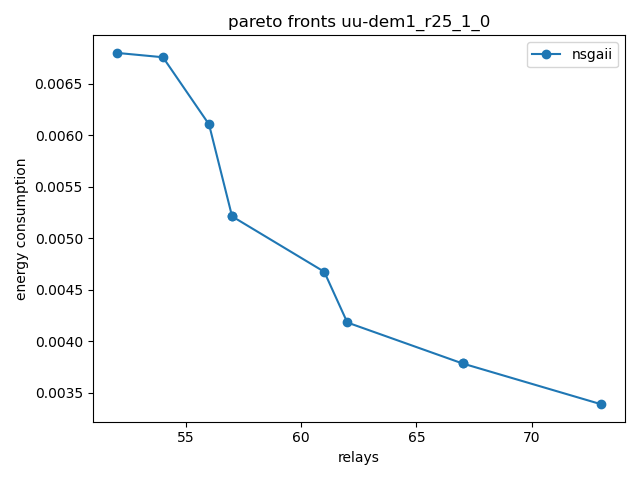 pareto fronts uu-dem1_r25_1_0
nsgaii
energy consumption
0.0065
0.0060
0.0055
0.0050
0.0045
0.0040
0.0035
55 60 65 70
relays